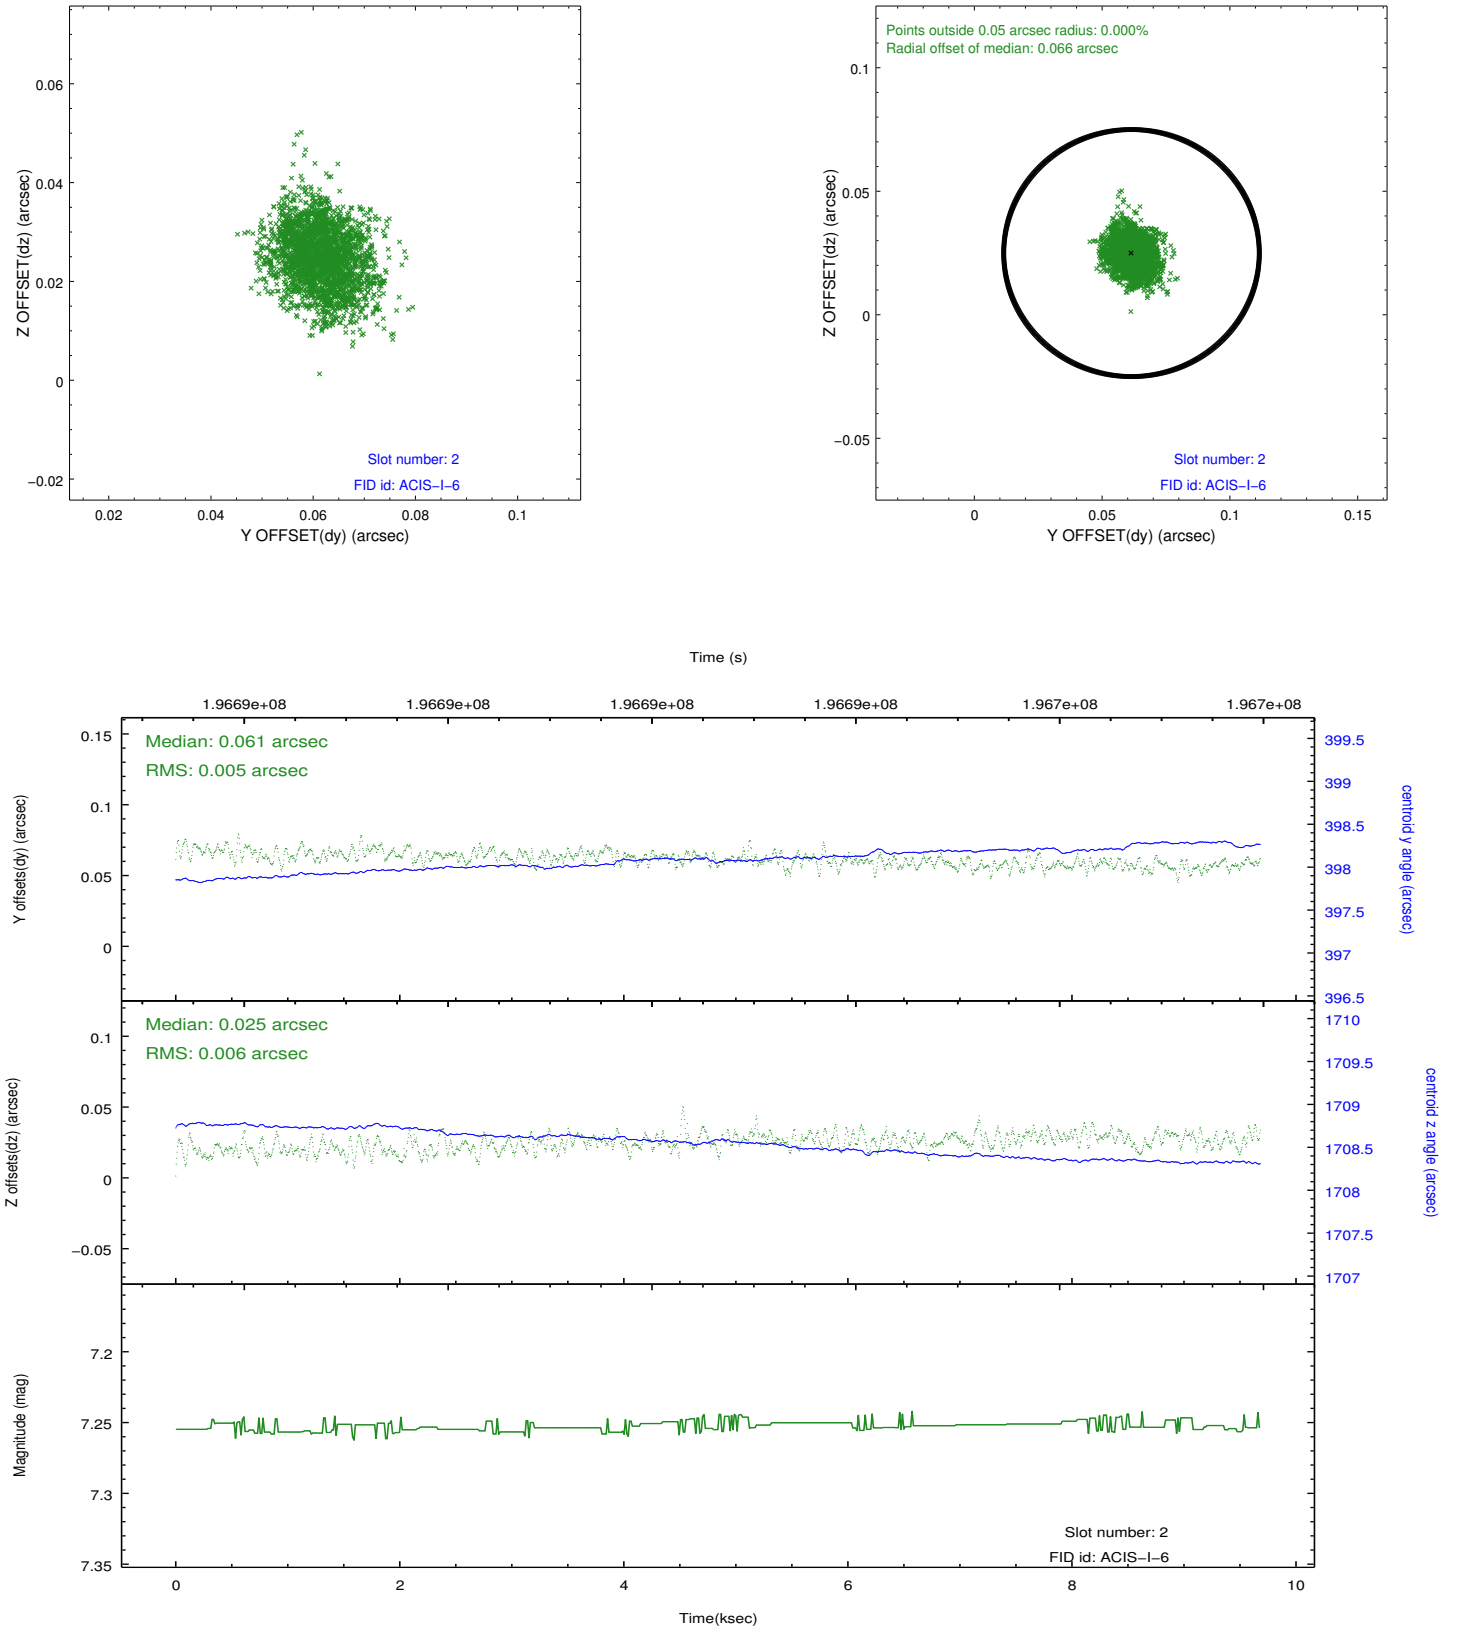 0.06
0.04
0.02
0
−0.02
Z OFFSET(dz) (arcsec)
Slot number: 2
FID id: ACIS−I−6
0.02 0.04 0.06 0.08 0.1
Y OFFSET(dy) (arcsec)
Points outside 0.05 arcsec radius: 0.000%
Radial offset of median: 0.066 arcsec
0.1
0.05
0
−0.05
Z OFFSET(dz) (arcsec)
Slot number: 2
FID id: ACIS−I−6
0 0.05 0.1 0.15
Y OFFSET(dy) (arcsec)
Time (s)
1.9669e+08 1.9669e+08 1.9669e+08 1.9669e+08 1.967e+08 1.967e+08
Median: 0.061 arcsec
RMS: 0.005 arcsec
0.15
0.1
0.05
0
Y offsets(dy) (arcsec)
399.5
399
398.5
398
397.5
397
396.5
centroid y angle (arcsec)
Median: 0.025 arcsec
RMS: 0.006 arcsec
0.1
0.05
0
−0.05
Z offsets(dz) (arcsec)
1710
1709.5
1709
1708.5
1708
1707.5
1707
centroid z angle (arcsec)
7.2
7.25
7.3
7.35
Magnitude (mag)
Slot number: 2
FID id: ACIS−I−6
0 2 4 6 8 10
Time(ksec)